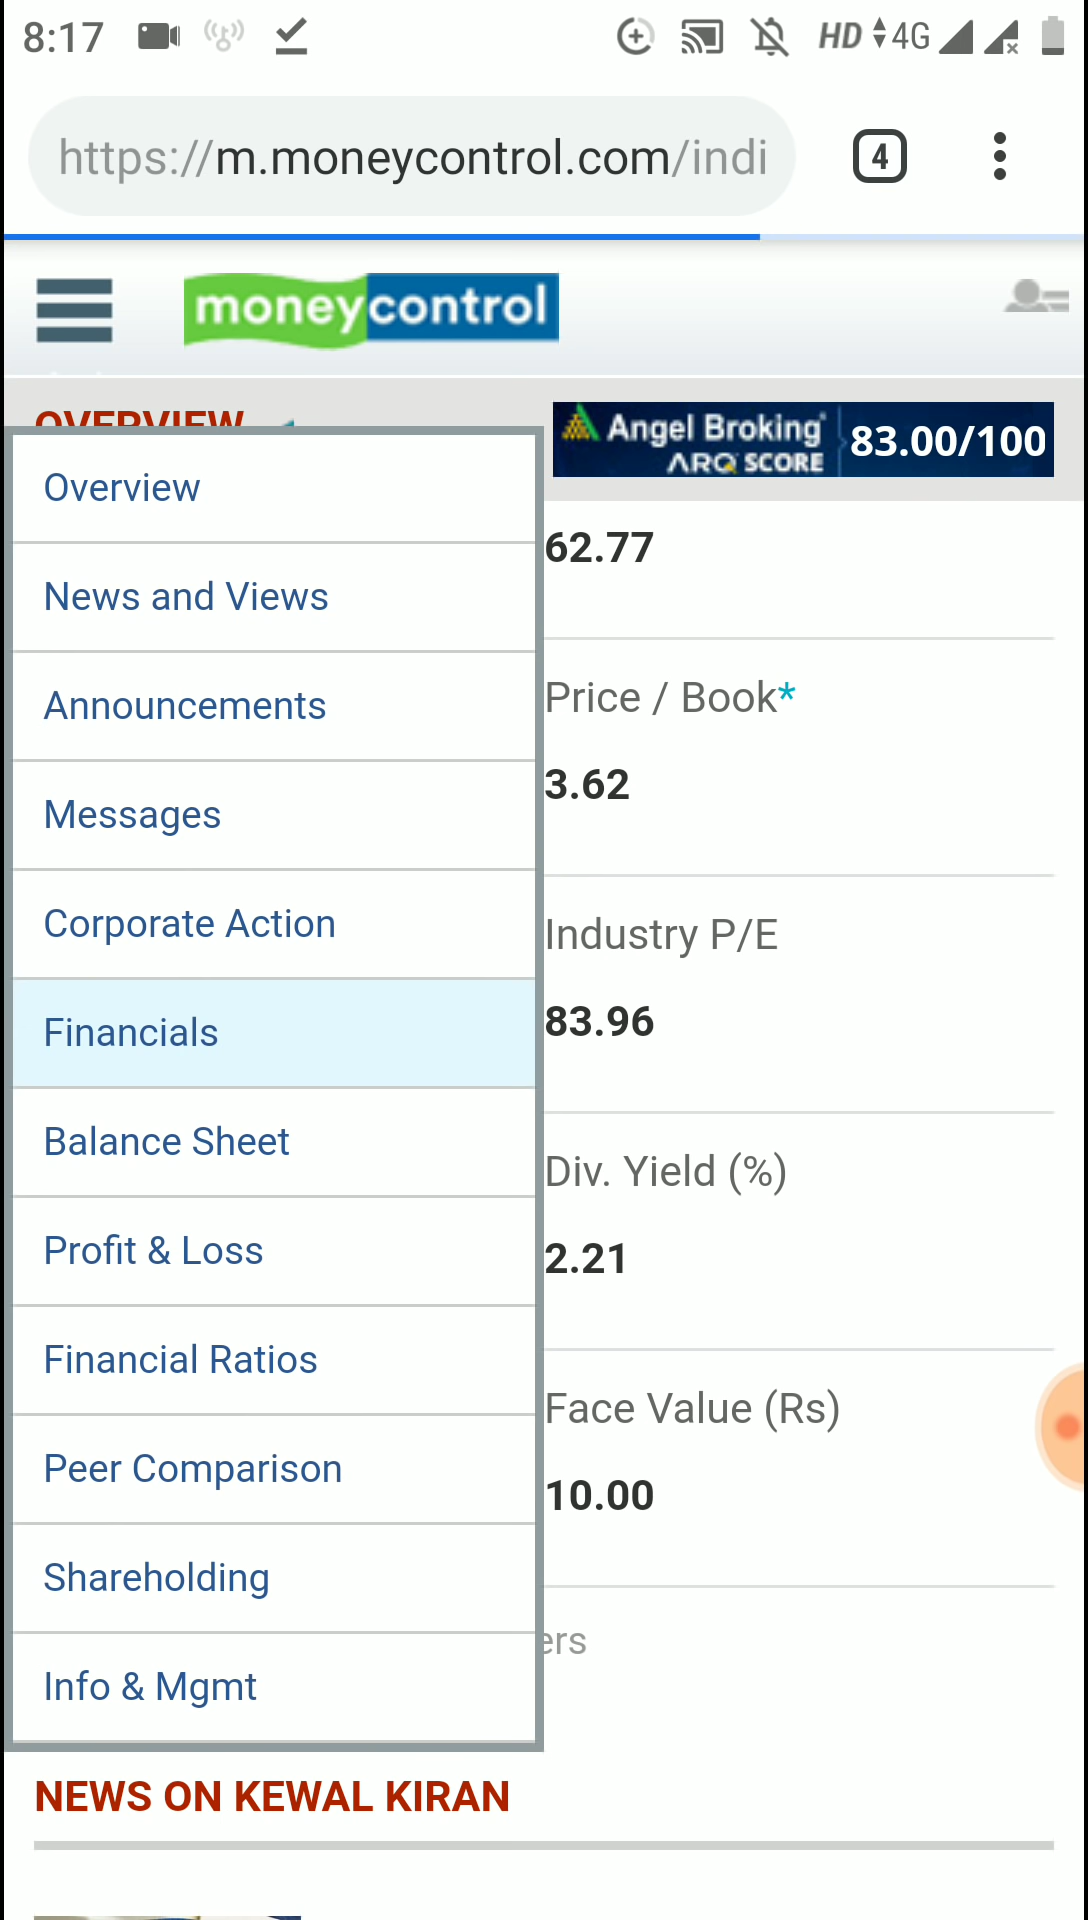 8:17
HD 4G
https://m.moneycontrol.com/indi
4
moneycontrol
OVERVIEW
Angel Broking
ARQ SCORE
83.00/100
Overview
News and Views
Announcements
Messages
Corporate Action
Financials
Balance Sheet
Profit & Loss
Financial Ratios
Peer Comparison
Shareholding
Info & Mgmt
62.77
Price / Book*
3.62
Industry P/E
83.96
Div. Yield (%)
2.21
Face Value (Rs)
10.00
ers
NEWS ON KEWAL KIRAN